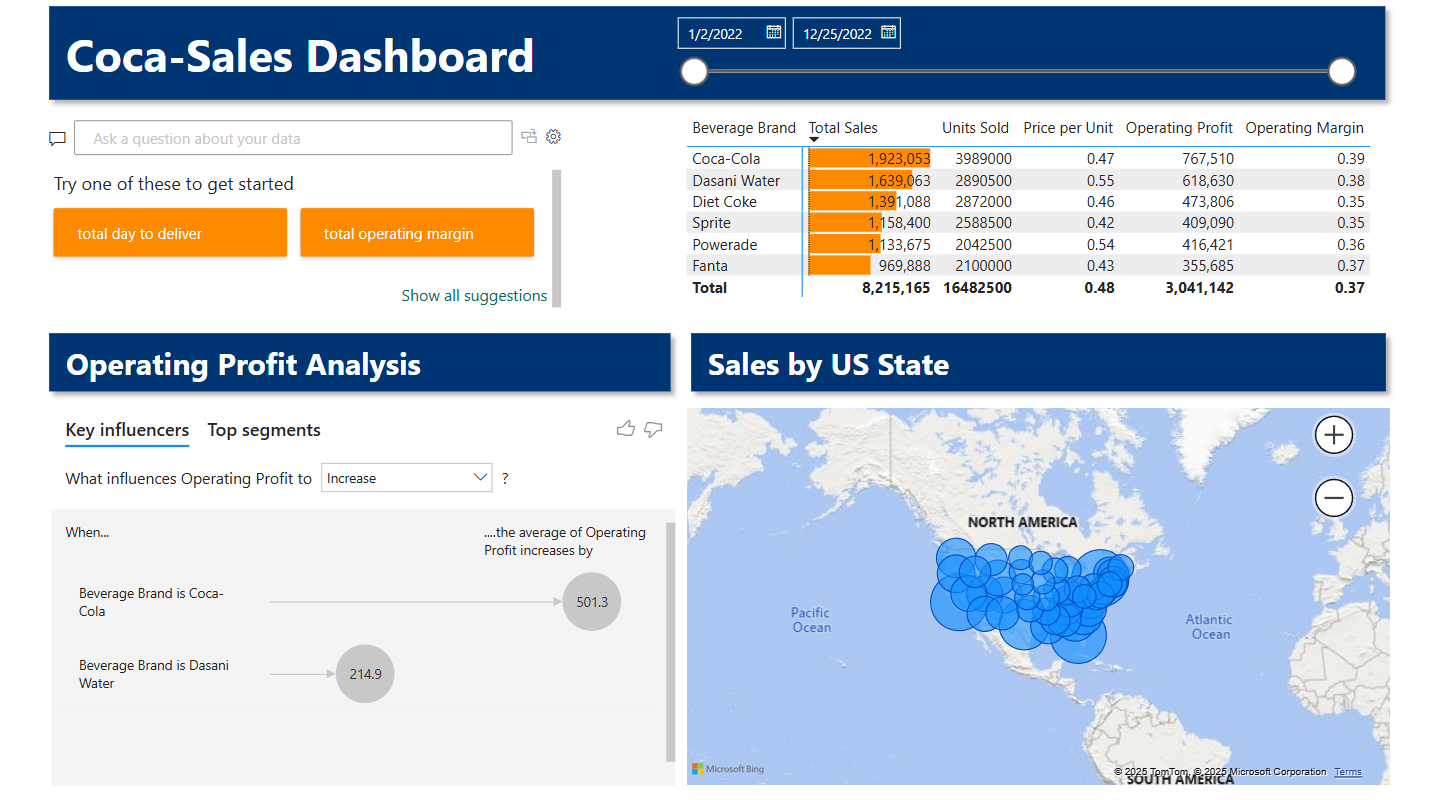 Coca-Sales Dashboard
1/2/2022
12/25/2022
Ask a question about your data
Try one of these to get started
total day to deliver
total operating margin
Show all suggestions
Beverage Brand Total Sales Units Sold Price per Unit Operating Profit Operating Margin
Coca-Cola 1,923,053 3989000 0.47 767,510 0.39
Dasani Water 1,639,063 2890500 0.55 618,630 0.38
Diet Coke 1,391,088 2872000 0.46 473,806 0.35
Sprite 1,158,400 2588500 0.42 409,090 0.35
Powerade 1,133,675 2042500 0.54 416,421 0.36
Fanta 969,888 2100000 0.43 355,685 0.37
Total 8,215,165 16482500 0.48 3,041,142 0.37
Operating Profit Analysis
Key influencers Top segments
What influences Operating Profit to Increase ?
When...
....the average of Operating
Profit increases by
Beverage Brand is Coca-
Cola
501.3
Beverage Brand is Dasani
Water
214.9
Sales by US State
NORTH AMERICA
Pacific
Ocean
Atlantic
Ocean
SOUTH AMERICA
Microsoft Bing
© 2025 TomTom, © 2025 Microsoft Corporation Terms